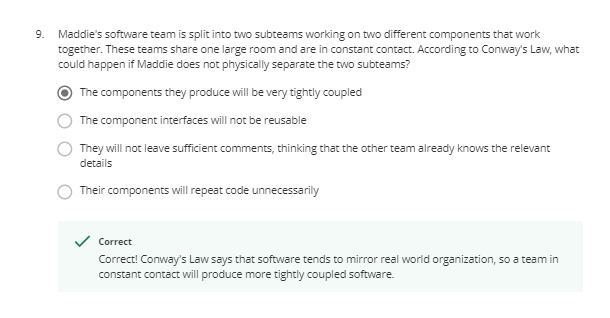 9. Maddie's software team is split into two subteams working on two different components that work
together. These teams share one large room and are in constant contact. According to Conway's Law, what
could happen if Maddie does not physically separate the two subteams?
The components they produce will be very tightly coupled
The component interfaces will not be reusable
They will not leave sufficient comments, thinking that the other team already knows the relevant
details
Their components will repeat code unnecessarily
Correct
Correct! Conway's Law says that software tends to mirror real world organization, so a team in
constant contact will produce more tightly coupled software.